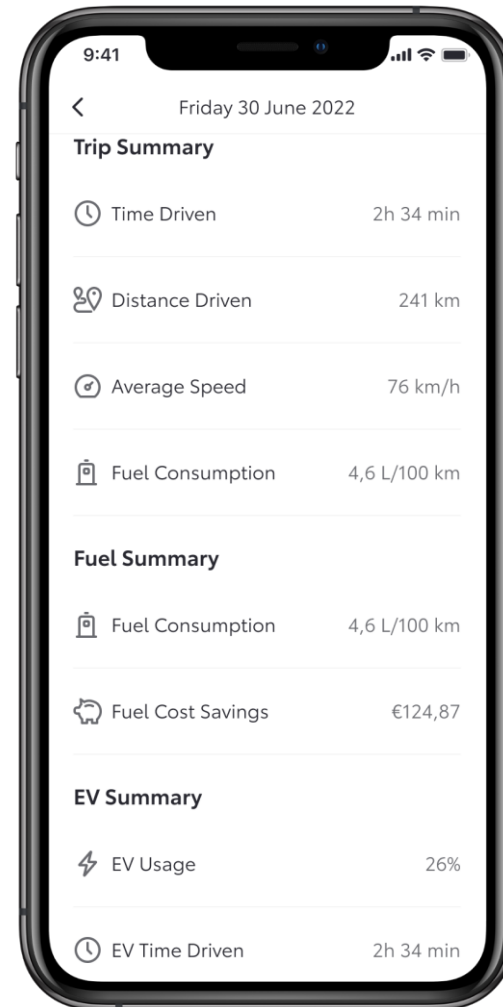 9:41
Friday 30 June 2022
Trip Summary
Time Driven 2h 34 min
Distance Driven 241 km
Average Speed 76 km/h
Fuel Consumption 4,6 L/100 km
Fuel Summary
Fuel Consumption 4,6 L/100 km
Fuel Cost Savings €124,87
EV Summary
EV Usage 26%
EV Time Driven 2h 34 min